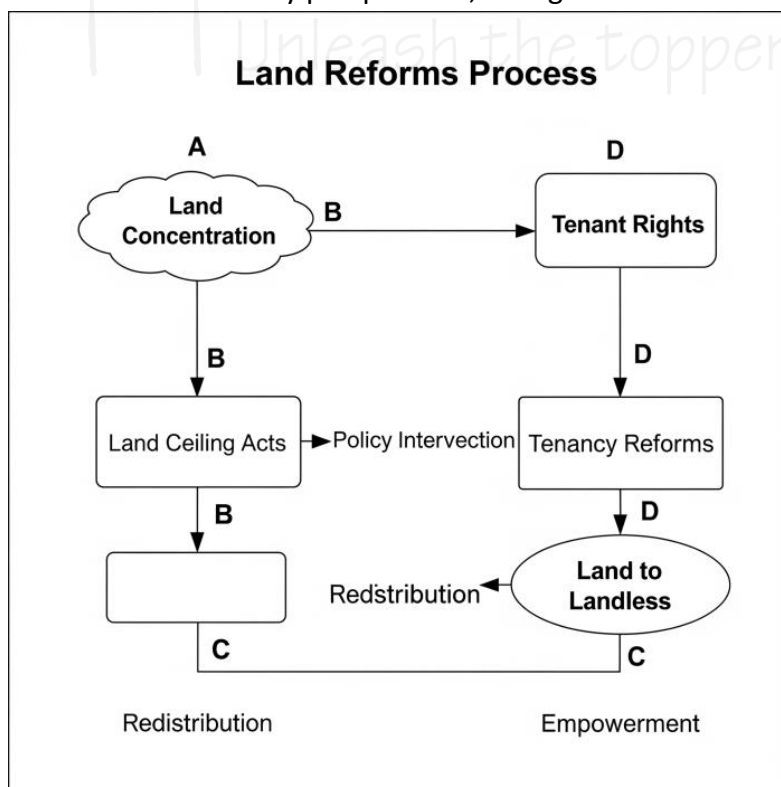 Unleash the topper
Land Reforms Process
A
D
Land
Concentration
B
Tenant Rights
B
D
Land Ceiling Acts
Policy Intervection
Tenancy Reforms
B
D
Land to
Landless
Redistribution
C
C
Redistribution
Empowerment